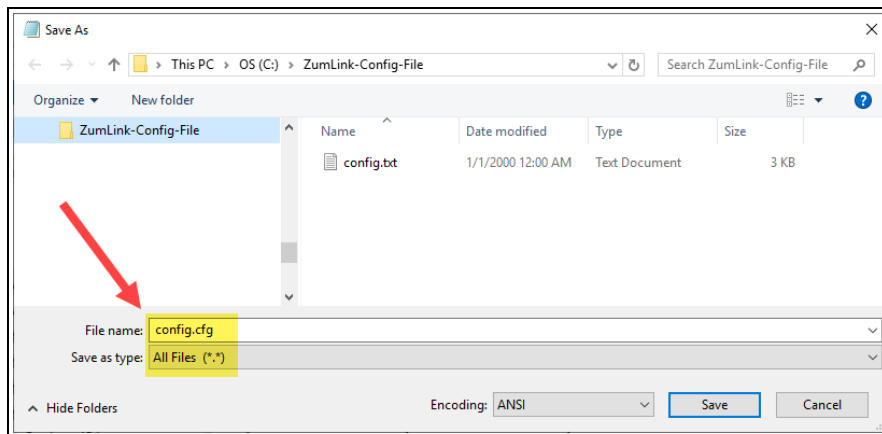 Save As
This PC > OS (C:) > ZumLink-Config-File
Search ZumLink-Config-File
Organize
New folder
ZumLink-Config-File
Name Date modified Type Size
config.txt 1/1/2000 12:00 AM Text Document 3 KB
File name: config.cfg
Save as type: All Files (*.*)
Hide Folders
Encoding: ANSI
Save
Cancel